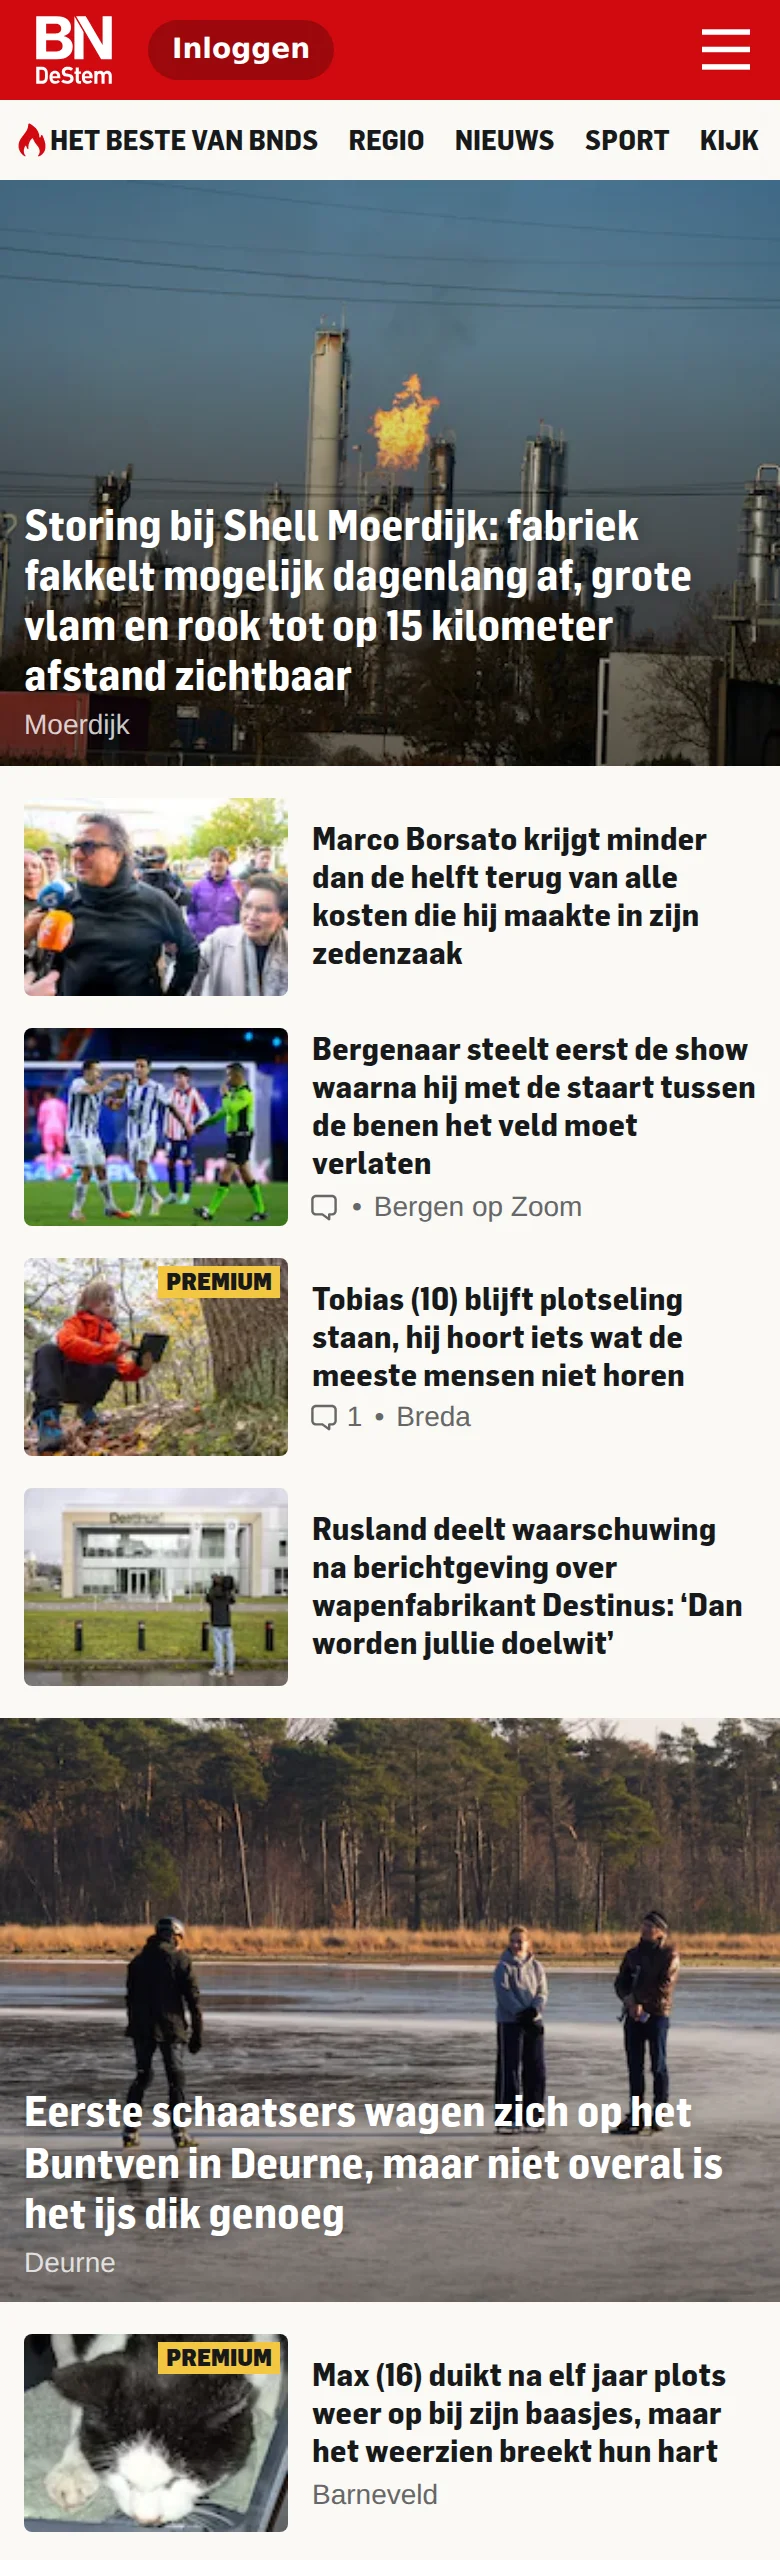 BN
DeStem
Inloggen
HET BESTE VAN BNDS REGIO NIEUWS SPORT KIJK
Storing bij Shell Moerdijk: fabriek
fakkelt mogelijk dagenlang af, grote
vlam en rook tot op 15 kilometer
afstand zichtbaar
Moerdijk
Marco Borsato krijgt minder
dan de helft terug van alle
kosten die hij maakte in zijn
zedenzaak
Bergenaar steelt eerst de show
waarna hij met de staart tussen
de benen het veld moet
verlaten
• Bergen op Zoom
PREMIUM
Tobias (10) blijft plotseling
staan, hij hoort iets wat de
meeste mensen niet horen
1 • Breda
Destinus
Rusland deelt waarschuwing
na berichtgeving over
wapenfabrikant Destinus: ‘Dan
worden jullie doelwit’
Eerste schaatsers wagen zich op het
Buntven in Deurne, maar niet overal is
het ijs dik genoeg
Deurne
PREMIUM
Max (16) duikt na elf jaar plots
weer op bij zijn baasjes, maar
het weerzien breekt hun hart
Barneveld